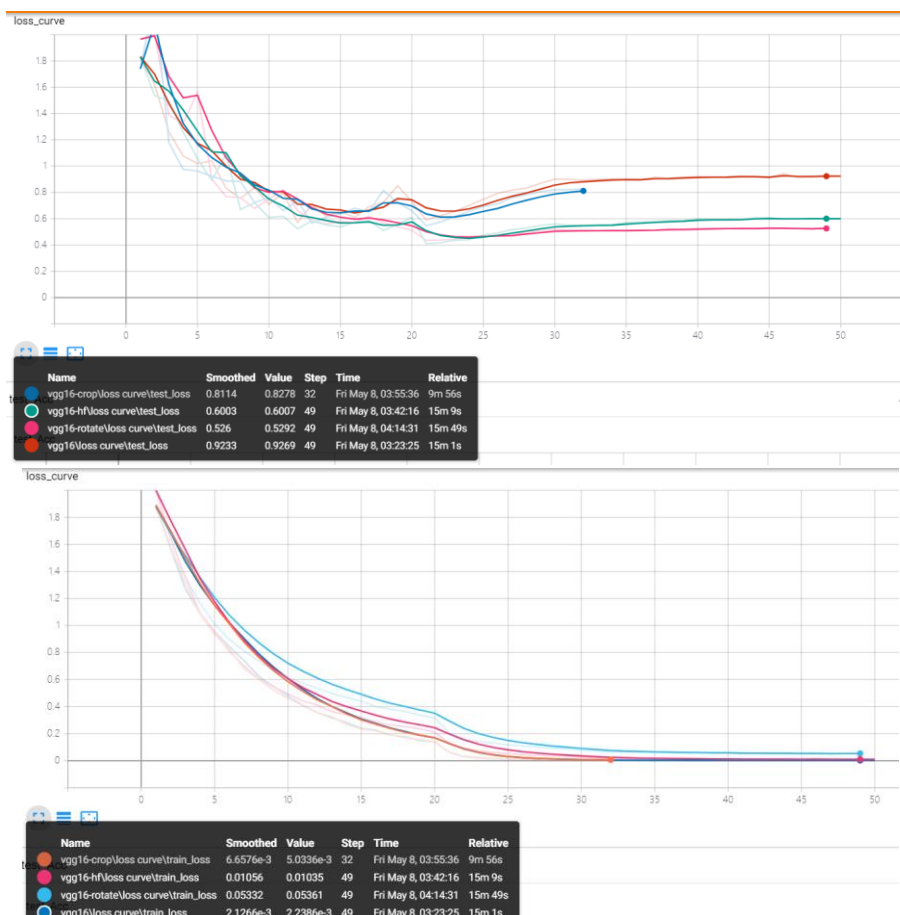 loss_curve
1.8
1.6
1.4
1.2
1
0.8
0.6
0.4
0.2
0
0 5 10 15 20 25 30 35 40 45 50
Name Smoothed Value Step Time Relative
vgg16-crop\loss curve\test_loss 0.8114 0.8278 32 Fri May 8, 03:55:36 9m 56s
vgg16-hf\loss curve\test_loss 0.6003 0.6007 49 Fri May 8, 03:42:16 15m 9s
vgg16-rotate\loss curve\test_loss 0.526 0.5292 49 Fri May 8, 04:14:31 15m 49s
vgg16\loss curve\test_loss 0.9233 0.9269 49 Fri May 8, 03:23:25 15m 1s
loss_curve
1.8
1.6
1.4
1.2
1
0.8
0.6
0.4
0.2
0
0 5 10 15 20 25 30 35 40 45 50
Name Smoothed Value Step Time Relative
vgg16-crop\loss curve\train_loss 6.6576e-3 5.0336e-3 32 Fri May 8, 03:55:36 9m 56s
vgg16-hf\loss curve\train_loss 0.01056 0.01035 49 Fri May 8, 03:42:16 15m 9s
vgg16-rotate\loss curve\train_loss 0.05332 0.05361 49 Fri May 8, 04:14:31 15m 49s
vgg16\loss curve\train_loss 2.1266e-3 2.2386e-3 49 Fri May 8, 03:23:25 15m 1s